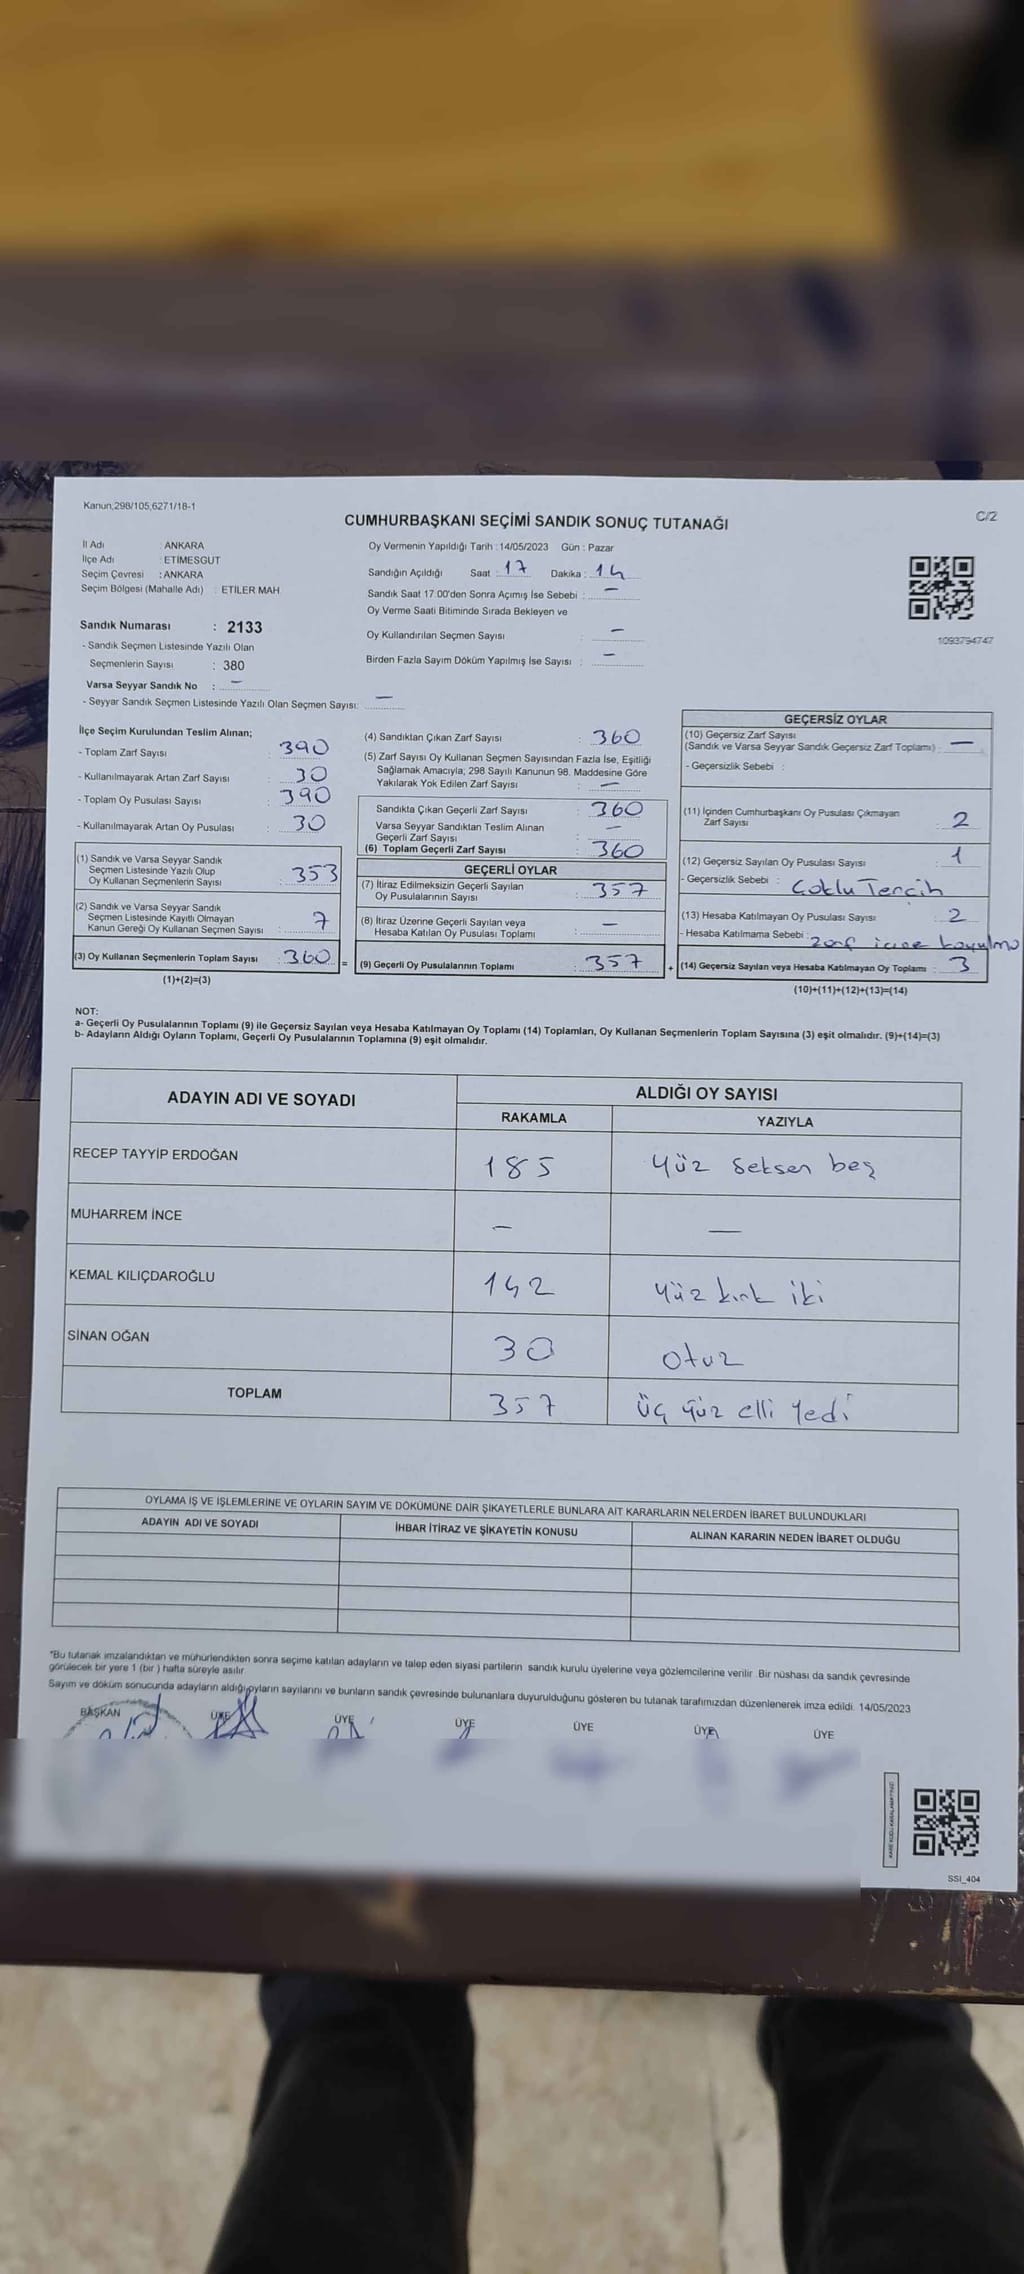 Kanun,298/105,6271/18-1
C/2
CUMHURBAŞKANI SEÇİMİ SANDIK SONUÇ TUTANAĞI
İl Adı : ANKARA
İlçe Adı : ETİMESGUT
Seçim Çevresi : ANKARA
Seçim Bölgesi (Mahalle Adı) : ETİLER MAH.
Oy Vermenin Yapıldığı Tarih : 14/05/2023 Gün : Pazar
Sandığın Açıldığı Saat : 17 Dakika : 14
Sandık Saat 17.00'den Sonra Açımış İse Sebebi : —
Oy Verme Saati Bitiminde Sırada Bekleyen ve
Oy Kullandırılan Seçmen Sayısı : —
Birden Fazla Sayım Döküm Yapılmış İse Sayısı : —
1093794747
Sandık Numarası : 2133
- Sandık Seçmen Listesinde Yazılı Olan
Seçmenlerin Sayısı : 380
Varsa Seyyar Sandık No : —
- Seyyar Sandık Seçmen Listesinde Yazılı Olan Seçmen Sayısı: —
İlçe Seçim Kurulundan Teslim Alınan;
- Toplam Zarf Sayısı : 390
- Kullanılmayarak Artan Zarf Sayısı : 30
- Toplam Oy Pusulası Sayısı : 390
- Kullanılmayarak Artan Oy Pusulası : 30
(1) Sandık ve Varsa Seyyar Sandık
Seçmen Listesinde Yazılı Olup
Oy Kullanan Seçmenlerin Sayısı : 353
(2) Sandık ve Varsa Seyyar Sandık
Seçmen Listesinde Kayıtlı Olmayan
Kanun Gereği Oy Kullanan Seçmen Sayısı : 7
(3) Oy Kullanan Seçmenlerin Toplam Sayısı : 360 =
(1)+(2)=(3)
(4) Sandıktan Çıkan Zarf Sayısı : 360
(5) Zarf Sayısı Oy Kullanan Seçmen Sayısından Fazla İse, Eşitliği
Sağlamak Amacıyla; 298 Sayılı Kanunun 98. Maddesine Göre
Yakılarak Yok Edilen Zarf Sayısı : —
Sandıkta Çıkan Geçerli Zarf Sayısı : 360
Varsa Seyyar Sandıktan Teslim Alınan
Geçerli Zarf Sayısı : —
(6) Toplam Geçerli Zarf Sayısı : 360
GEÇERLİ OYLAR
(7) İtiraz Edilmeksizin Geçerli Sayılan
Oy Pusulalarının Sayısı : 357
(8) İtiraz Üzerine Geçerli Sayılan veya
Hesaba Katılan Oy Pusulası Toplamı : —
(9) Geçerli Oy Pusulalarının Toplamı : 357 +
GEÇERSİZ OYLAR
(10) Geçersiz Zarf Sayısı
(Sandık ve Varsa Seyyar Sandık Geçersiz Zarf Toplamı) : —
- Geçersizlik Sebebi :
(11) İçinden Cumhurbaşkanı Oy Pusulası Çıkmayan
Zarf Sayısı : 2
(12) Geçersiz Sayılan Oy Pusulası Sayısı : 1
- Geçersizlik Sebebi : Çoklu Tercih
(13) Hesaba Katılmayan Oy Pusulası Sayısı : 2
- Hesaba Katılmama Sebebi : zarf içine koyulma
(14) Geçersiz Sayılan veya Hesaba Katılmayan Oy Toplamı : 3
(10)+(11)+(12)+(13)=(14)
NOT:
a- Geçerli Oy Pusulalarının Toplamı (9) ile Geçersiz Sayılan veya Hesaba Katılmayan Oy Toplamı (14) Toplamları, Oy Kullanan Seçmenlerin Toplam Sayısına (3) eşit olmalıdır. (9)+(14)=(3)
b- Adayların Aldığı Oyların Toplamı, Geçerli Oy Pusulalarının Toplamına (9) eşit olmalıdır.
ADAYIN ADI VE SOYADI ALDIĞI OY SAYISI
RAKAMLA YAZIYLA
RECEP TAYYİP ERDOĞAN 185 Yüz seksen beş
MUHARREM İNCE — —
KEMAL KILIÇDAROĞLU 142 Yüz kırk iki
SİNAN OĞAN 30 otuz
TOPLAM 357 Üç yüz elli yedi
OYLAMA İŞ VE İŞLEMLERİNE VE OYLARIN SAYIM VE DÖKÜMÜNE DAİR ŞİKAYETLERLE BUNLARA AİT KARARLARIN NELERDEN İBARET BULUNDUKLARI
ADAYIN ADI VE SOYADI İHBAR İTİRAZ VE ŞİKAYETİN KONUSU ALINAN KARARIN NEDEN İBARET OLDUĞU
*Bu tutanak imzalandıktan ve mühürlendikten sonra seçime katılan adayların ve talep eden siyasi partilerin sandık kurulu üyelerine veya gözlemcilerine verilir. Bir nüshası da sandık çevresinde
görülecek bir yere 1 (bir ) hafta süreyle asılır.
Sayım ve döküm sonucunda adayların aldığı oyların sayılarını ve bunların sandık çevresinde bulunanlara duyurulduğunu gösteren bu tutanak tarafımızdan düzenlenerek imza edildi. 14/05/2023
BAŞKAN ÜYE ÜYE ÜYE ÜYE ÜYE ÜYE
SSİ_404